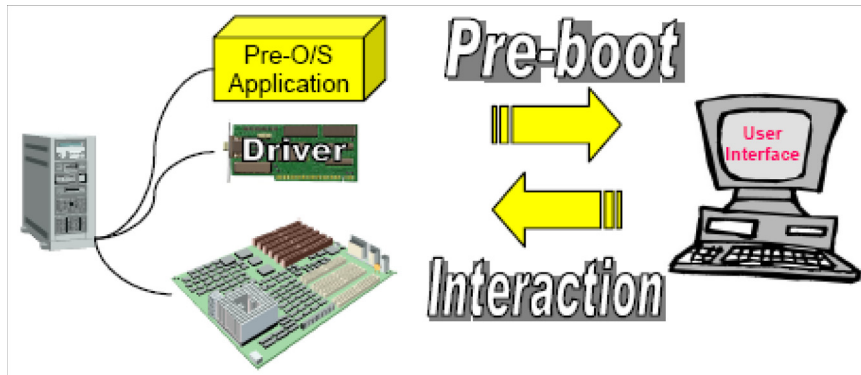 Pre-O/S
Application
Driver
Pre-boot
Interaction
User
Interface